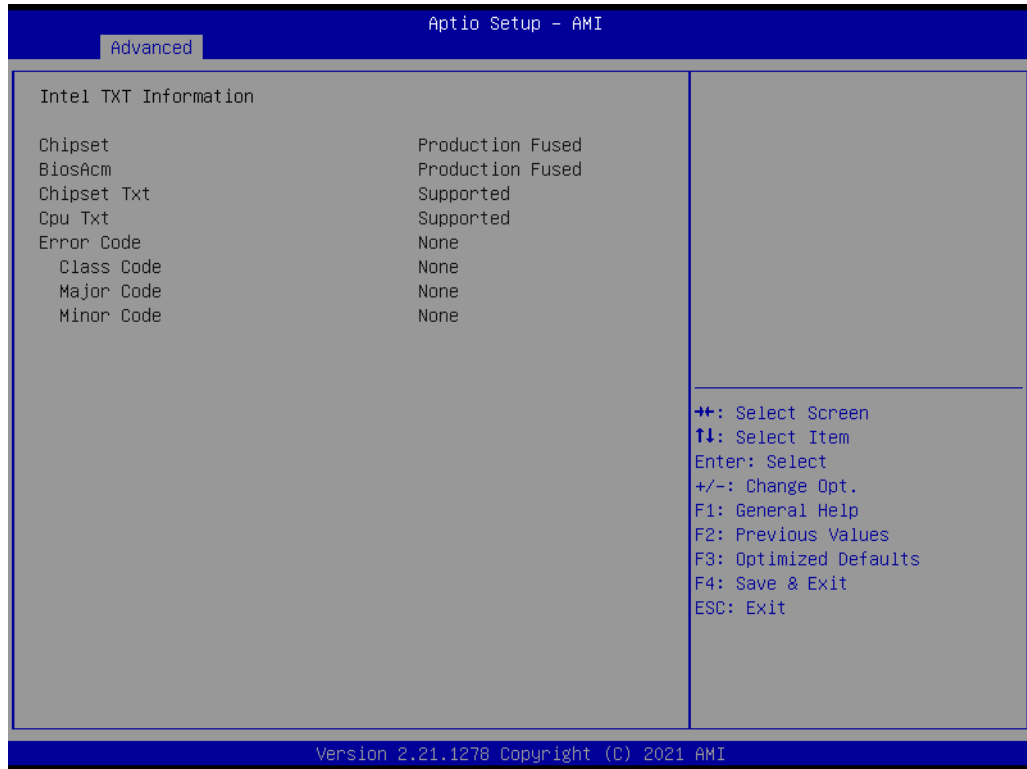 Aptio Setup – AMI
Advanced
Intel TXT Information
Chipset Production Fused
BiosAcm Production Fused
Chipset Txt Supported
Cpu Txt Supported
Error Code None
Class Code None
Major Code None
Minor Code None
→←: Select Screen
↑↓: Select Item
Enter: Select
+/-: Change Opt.
F1: General Help
F2: Previous Values
F3: Optimized Defaults
F4: Save & Exit
ESC: Exit
Version 2.21.1278 Copyright (C) 2021 AMI